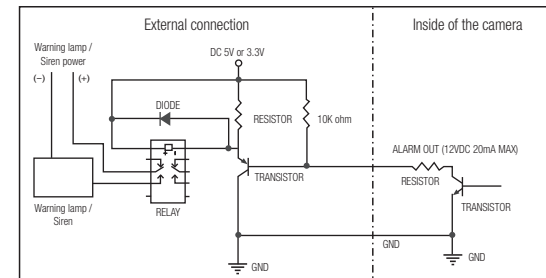 External connection
Inside of the camera
Warning lamp /
Siren power
(−)
(+)
DC 5V or 3.3V
DIODE
RESISTOR
10K ohm
ALARM OUT (12VDC 20mA MAX)
RESISTOR
TRANSISTOR
TRANSISTOR
Warning lamp /
Siren
RELAY
GND
GND
GND